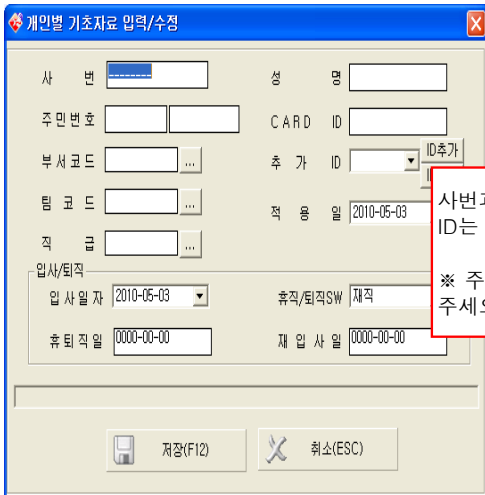 개인별 기초자료 입력/수정
사 번 --------
성 명
주민번호
CARD ID
부서코드 ...
추 가 ID ID추가
팀 코 드 ...
적 용 일 2010-05-03
직 급 ...
사번과
ID는
※ 주
주세요
입사/퇴직
입사일자 2010-05-03
휴직/퇴직SW 재직
휴퇴직일 0000-00-00
재 입 사 일 0000-00-00
저장(F12)
취소(ESC)